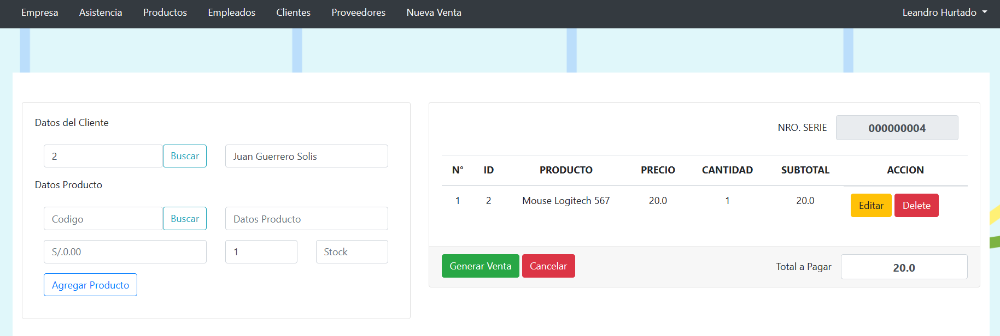 Empresa Asistencia Productos Empleados Clientes Proveedores Nueva Venta Leandro Hurtado
Datos del Cliente
2 Buscar Juan Guerrero Solis
Datos Producto
Codigo Buscar Datos Producto
S/.0.00 1 Stock
Agregar Producto
NRO. SERIE 000000004
N° ID PRODUCTO PRECIO CANTIDAD SUBTOTAL ACCION
1 2 Mouse Logitech 567 20.0 1 20.0 Editar Delete
Generar Venta Cancelar Total a Pagar 20.0